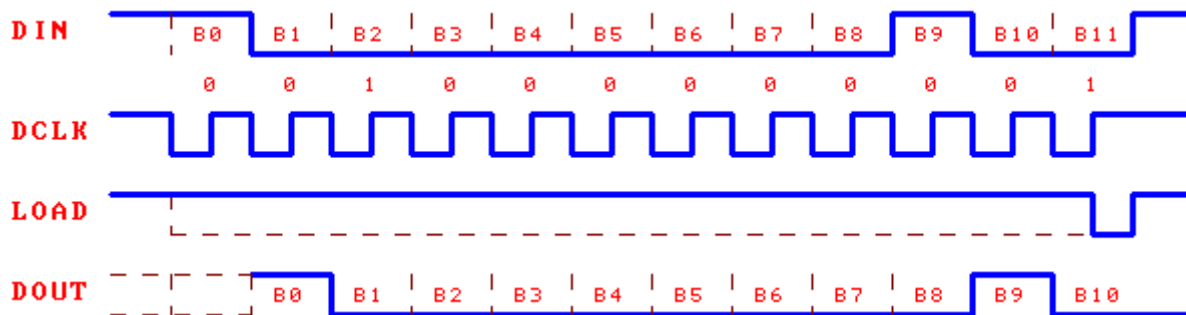 DIN B0 B1 B2 B3 B4 B5 B6 B7 B8 B9 B10 B11
0 0 1 0 0 0 0 0 0 0 0 1
DCLK
LOAD
DOUT B0 B1 B2 B3 B4 B5 B6 B7 B8 B9 B10